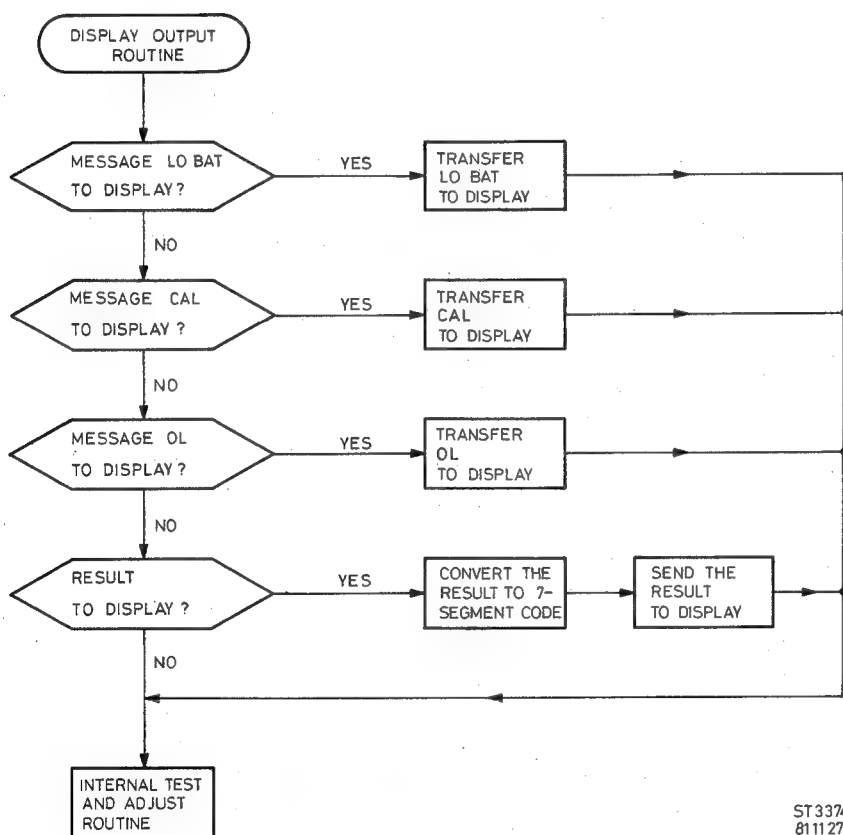 DISPLAY OUTPUT
ROUTINE
MESSAGE LO BAT
TO DISPLAY?
YES
TRANSFER
LO BAT
TO DISPLAY
NO
MESSAGE CAL
TO DISPLAY ?
YES
TRANSFER
CAL
TO DISPLAY
NO
MESSAGE OL
TO DISPLAY?
YES
TRANSFER
OL
TO DISPLAY
NO
RESULT
TO DISPLAY ?
YES
CONVERT THE
RESULT TO 7-
SEGMENT CODE
SEND THE
RESULT
TO DISPLAY
NO
INTERNAL TEST
AND ADJUST
ROUTINE
ST3374
811127